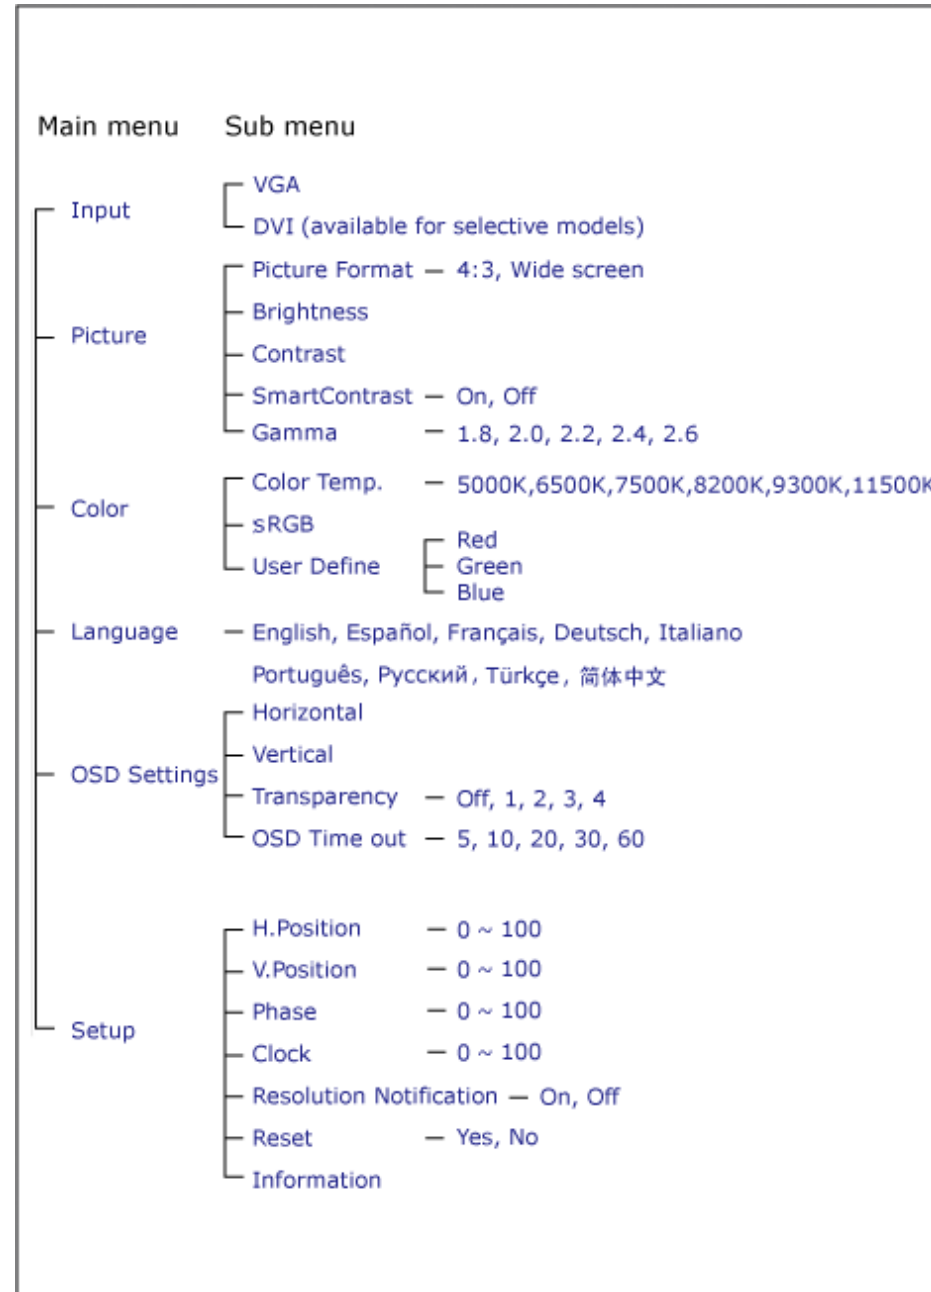 Main menu Sub menu
Input
VGA
DVI (available for selective models)
Picture
Picture Format — 4:3, Wide screen
Brightness
Contrast
SmartContrast — On, Off
Gamma — 1.8, 2.0, 2.2, 2.4, 2.6
Color
Color Temp. — 5000K,6500K,7500K,8200K,9300K,11500K
sRGB
User Define
Red
Green
Blue
Language — English, Español, Français, Deutsch, Italiano
Português, Русский, Türkçe, 简体中文
OSD Settings
Horizontal
Vertical
Transparency — Off, 1, 2, 3, 4
OSD Time out — 5, 10, 20, 30, 60
Setup
H.Position — 0 ~ 100
V.Position — 0 ~ 100
Phase — 0 ~ 100
Clock — 0 ~ 100
Resolution Notification — On, Off
Reset — Yes, No
Information